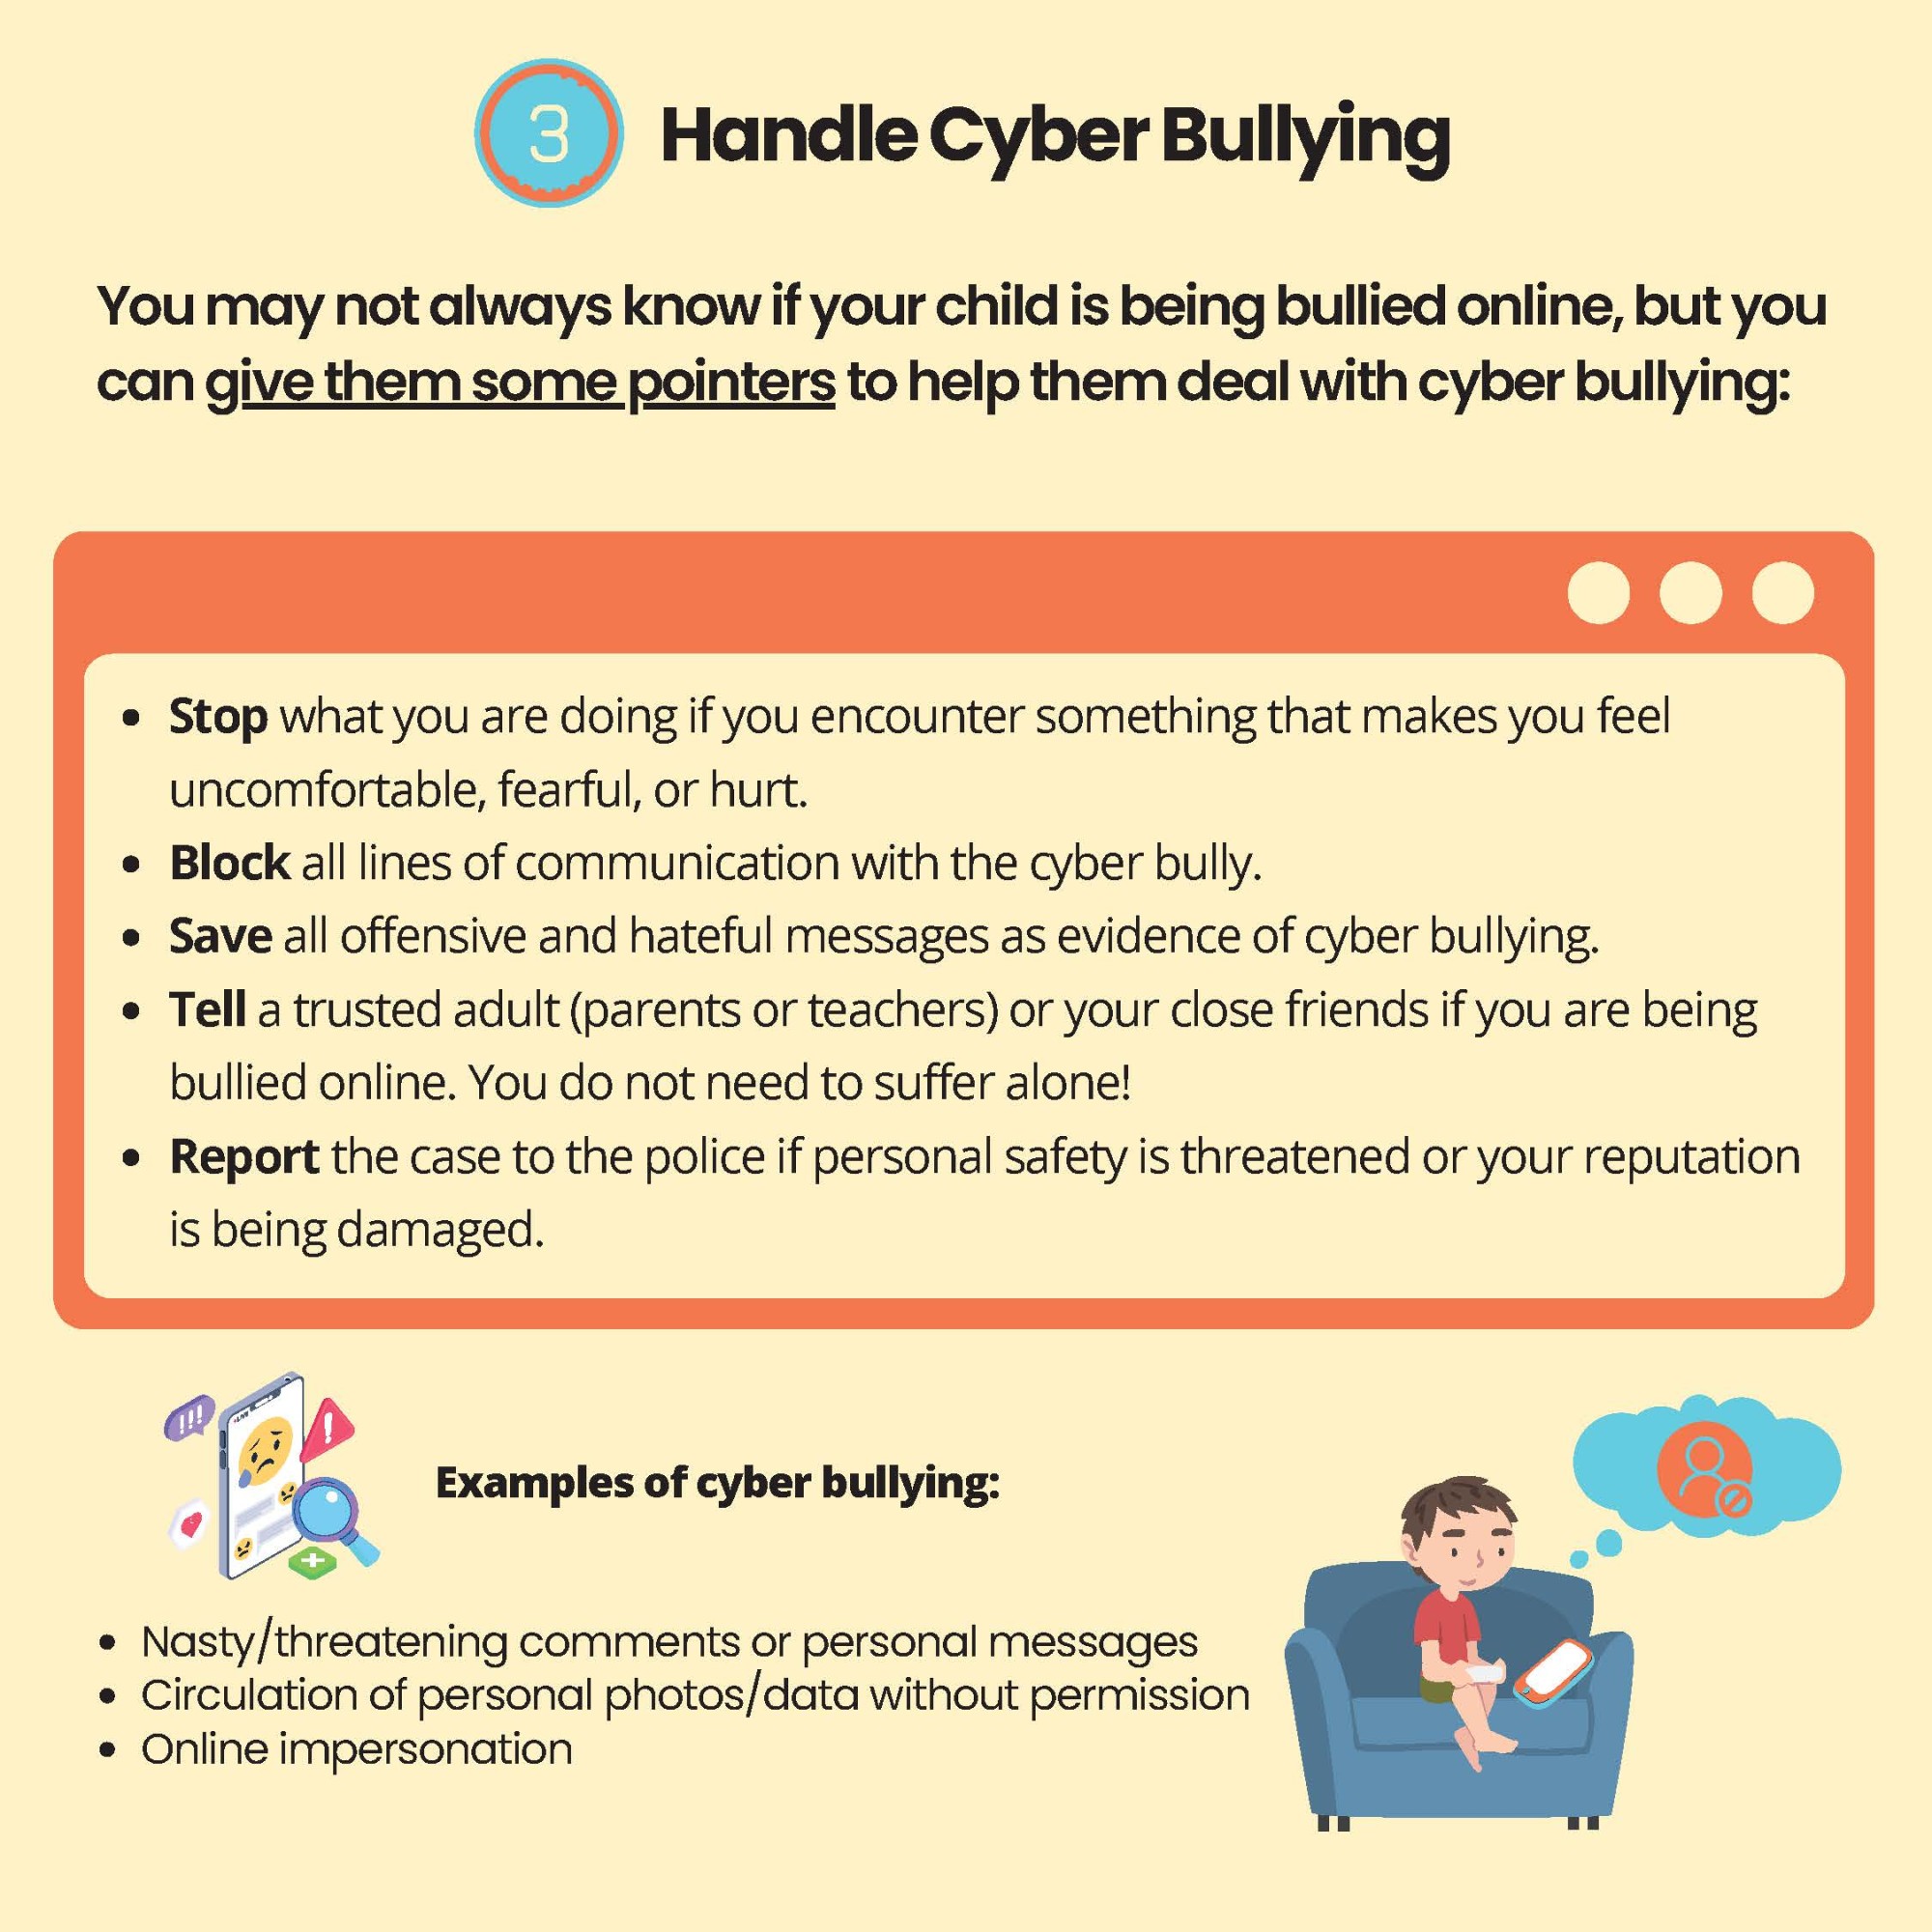 3
Handle Cyber Bullying
You may not always know if your child is being bullied online, but you
can give them some pointers to help them deal with cyber bullying:
• Stop what you are doing if you encounter something that makes you feel
uncomfortable, fearful, or hurt.
• Block all lines of communication with the cyber bully.
• Save all offensive and hateful messages as evidence of cyber bullying.
• Tell a trusted adult (parents or teachers) or your close friends if you are being
bullied online. You do not need to suffer alone!
• Report the case to the police if personal safety is threatened or your reputation
is being damaged.
!!!
!
Examples of cyber bullying:
• Nasty/threatening comments or personal messages
• Circulation of personal photos/data without permission
• Online impersonation